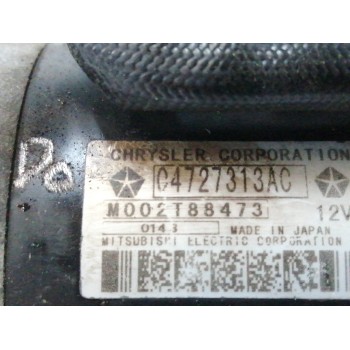 Do
CHRYSLER CORPORATION
04727313AC
M002T88473 12V
0143 MADE IN JAPAN
MITSUBISHI ELECTRIC CORPORATION